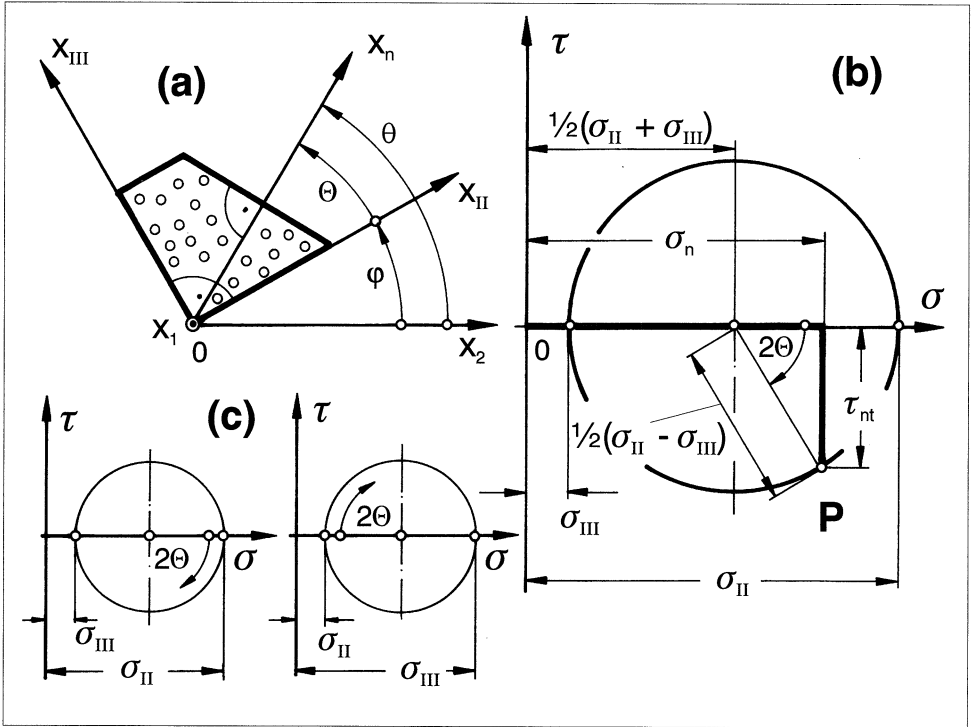 (a)
X_III
X_n
θ
Θ
X_II
φ
X_1
0
X_2
(b)
τ
½(σ_II + σ_III)
σ_n
σ
0
2Θ
τ_nt
½(σ_II - σ_III)
P
σ_III
σ_II
(c)
τ
2Θ
σ
σ_III
σ_II
τ
2Θ
σ
σ_II
σ_III